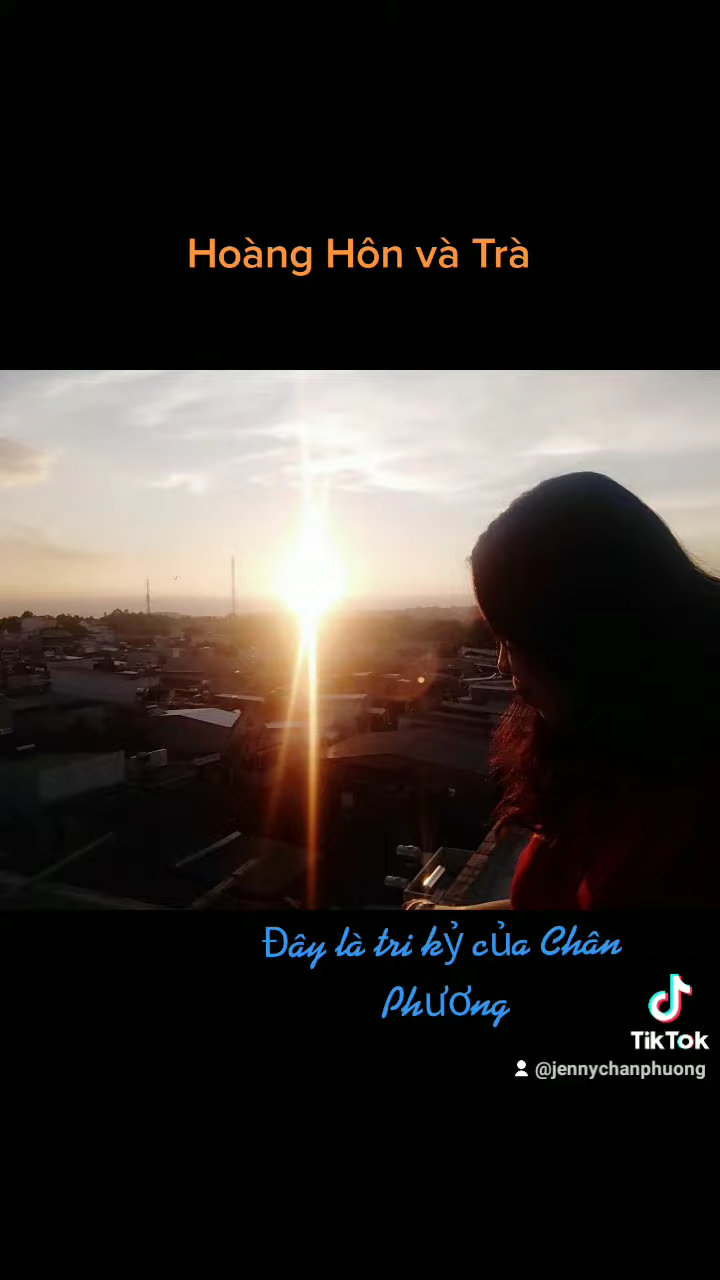 Hoàng Hôn và Trà
Đây là tri kỷ của Chân
Phương
TikTok
@jennychanphuong